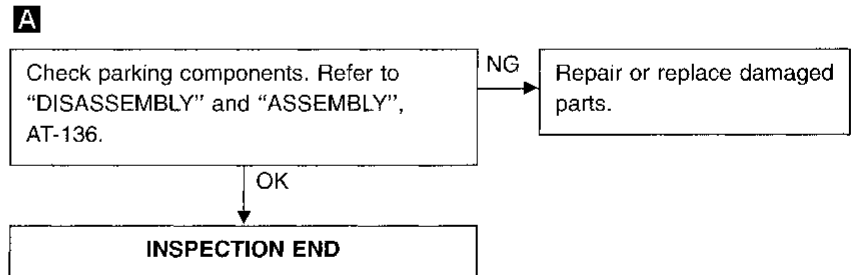 A
Check parking components. Refer to
“DISASSEMBLY” and “ASSEMBLY”,
AT-136.
NG
Repair or replace damaged
parts.
OK
INSPECTION END